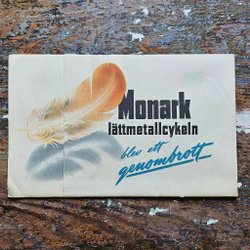 Monark
lättmetallcykeln
blev ett
genombrott